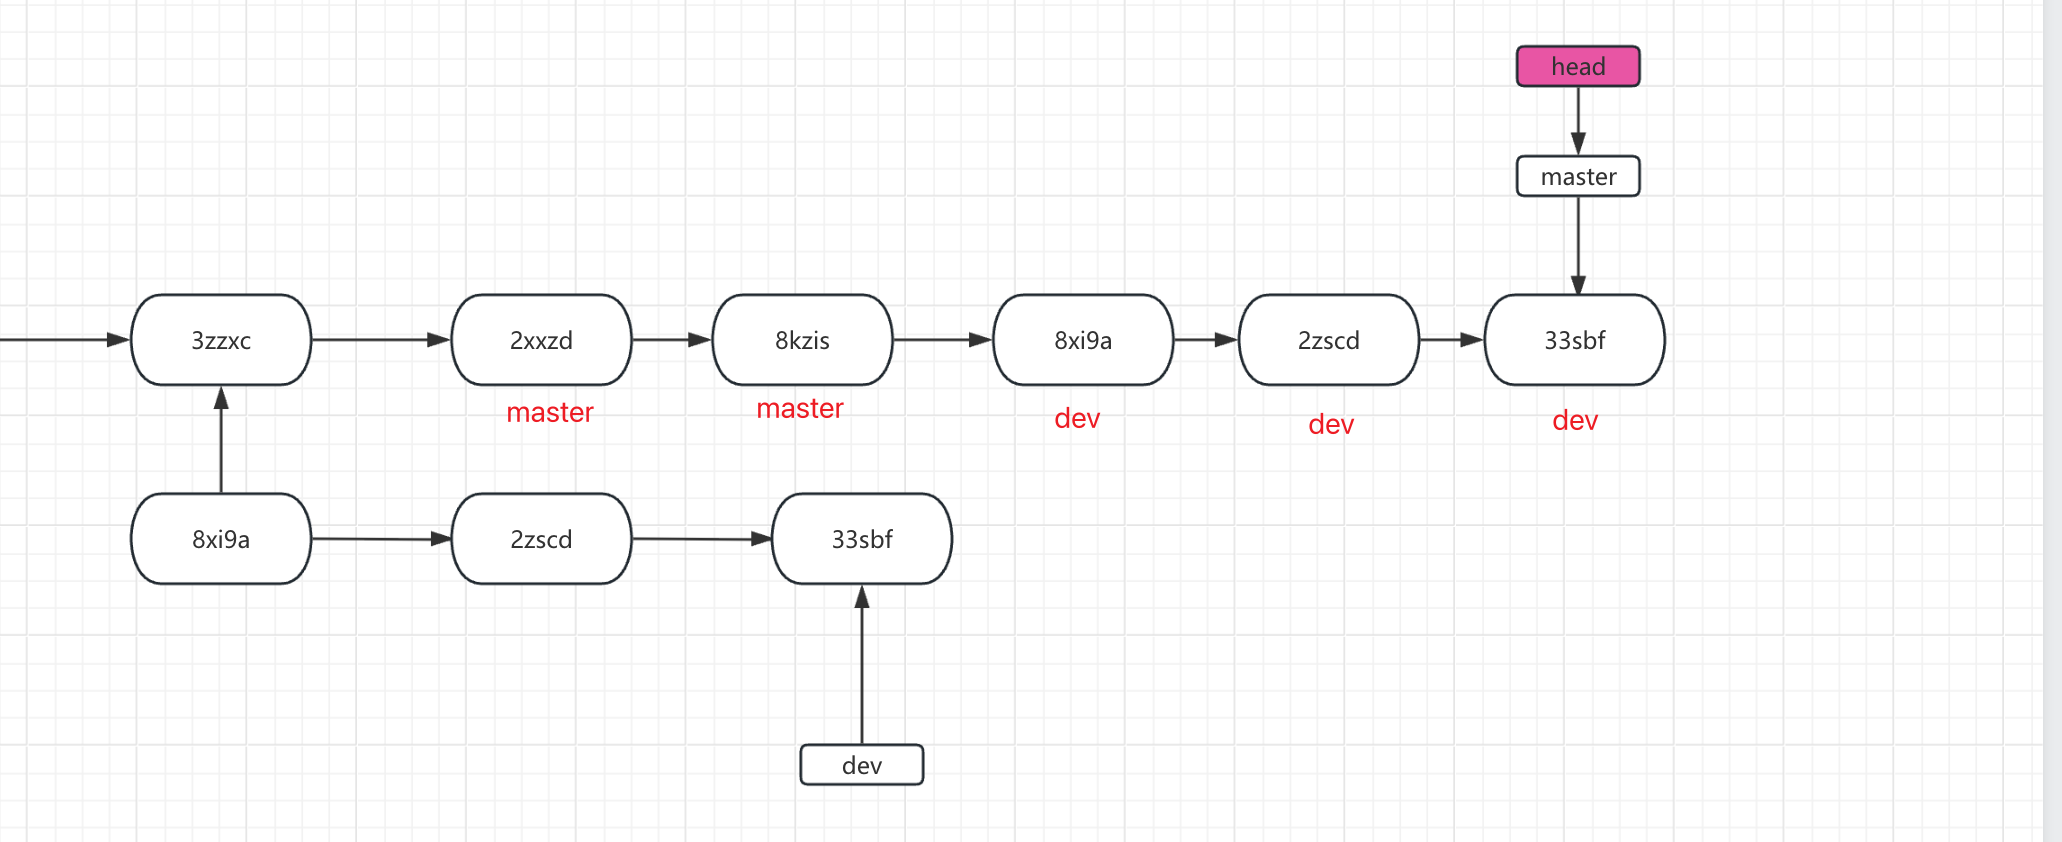 head
master
3zzxc
2xxzd
8kzis
8xi9a
2zscd
33sbf
master
master
dev
dev
dev
8xi9a
2zscd
33sbf
dev